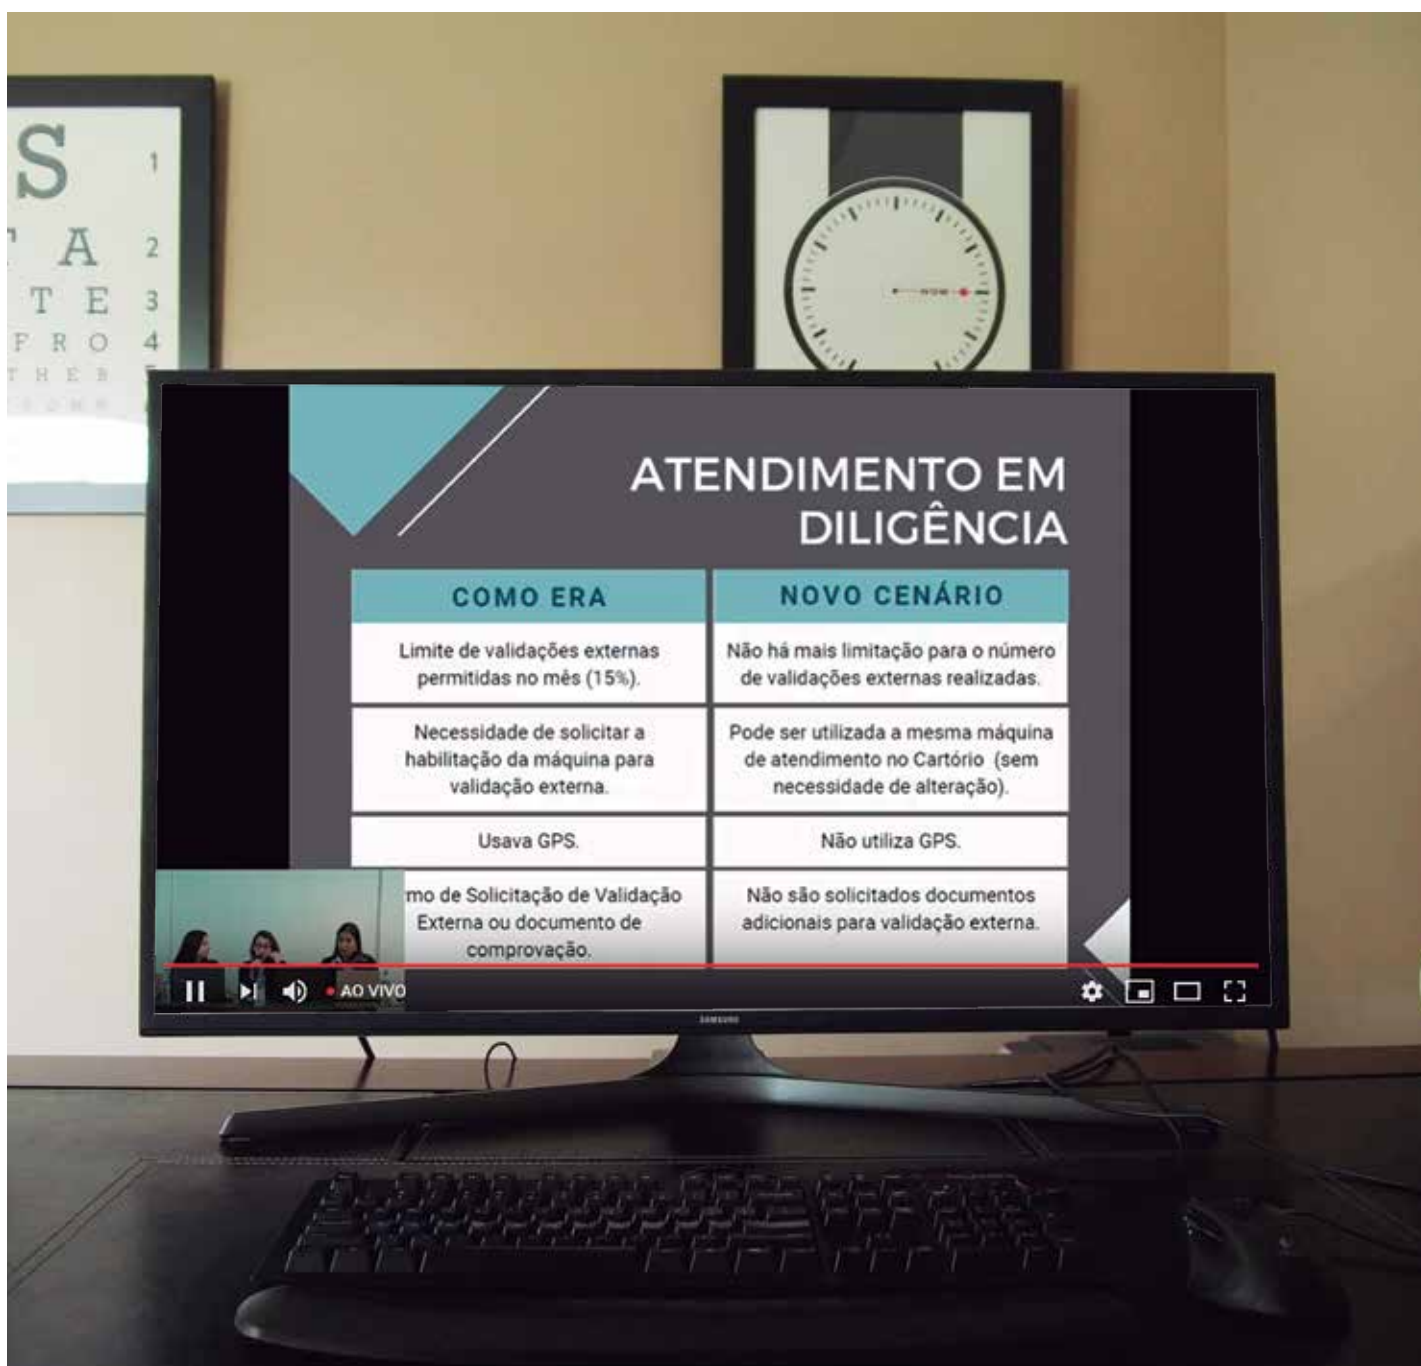 S 1
T A 2
T E 3
F R O 4
T H E R
NOW
ATENDIMENTO EM
DILIGÊNCIA
COMO ERA
Limite de validações externas
permitidas no mês (15%).
Necessidade de solicitar a
habilitação da máquina para
validação externa.
Usava GPS.
mo de Solicitação de Validação
Externa ou documento de
comprovação.
NOVO CENÁRIO
Não há mais limitação para o número
de validações externas realizadas.
Pode ser utilizada a mesma máquina
de atendimento no Cartório (sem
necessidade de alteração).
Não utiliza GPS.
Não são solicitados documentos
adicionais para validação externa.
AO VIVO
SAMSUNG